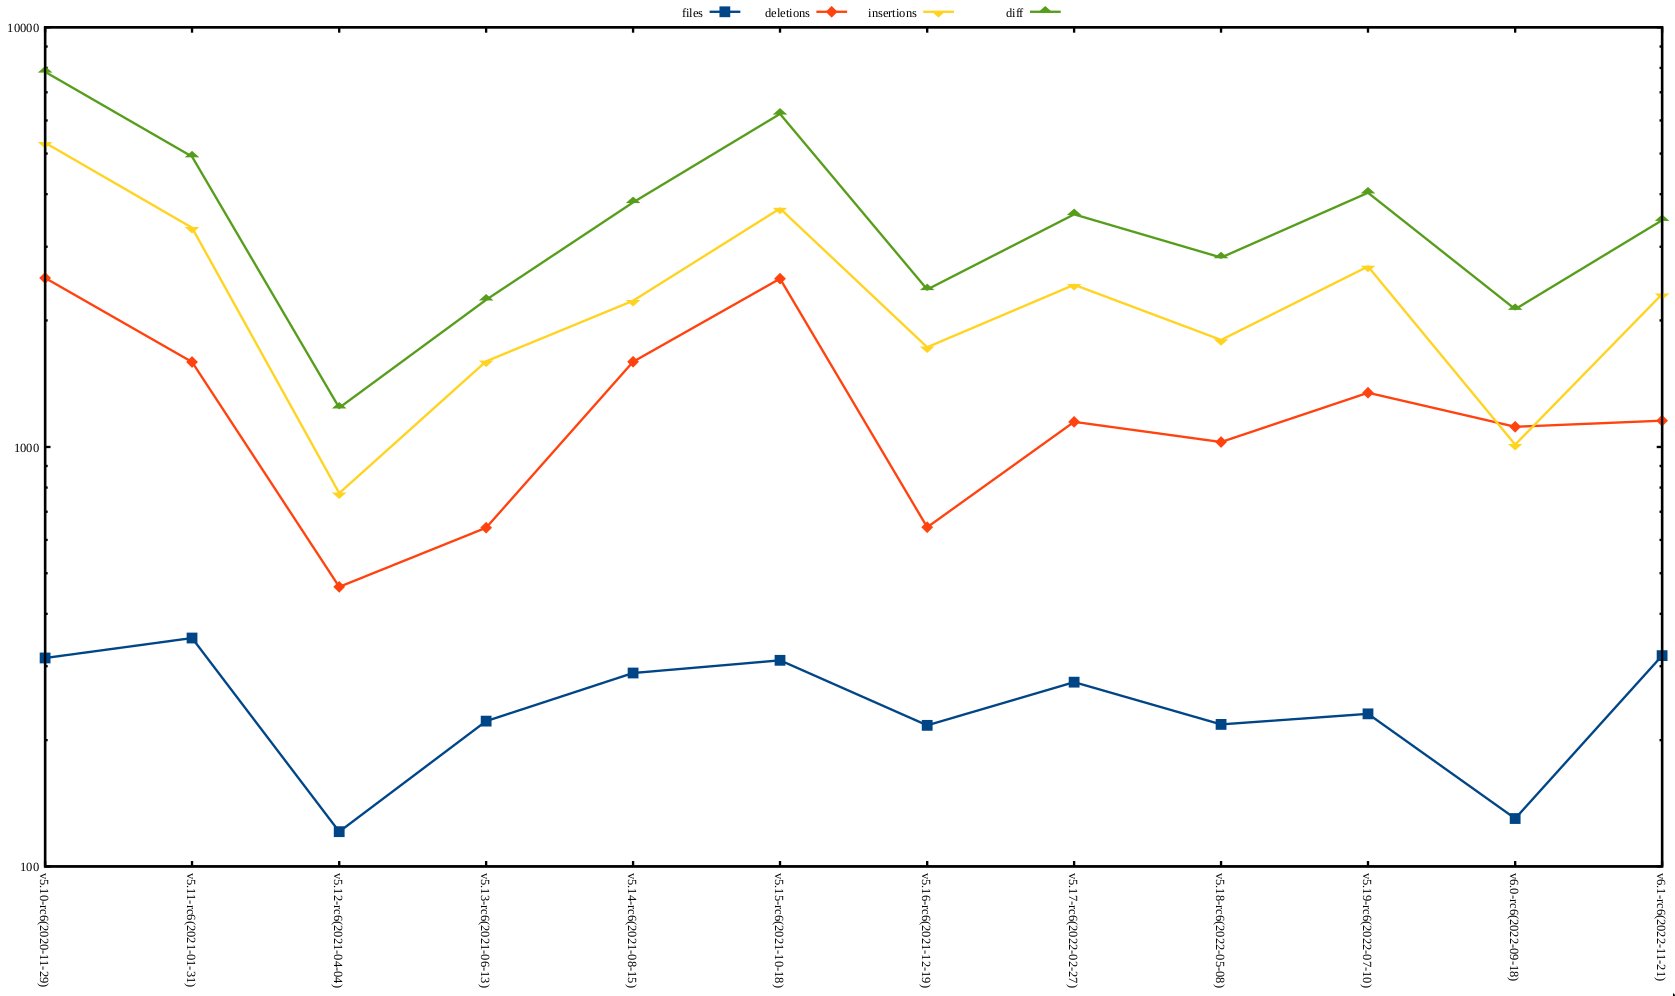 files deletions insertions diff
10000
1000
100
v5.10-rc6(2020-11-29)
v5.11-rc6(2021-01-31)
v5.12-rc6(2021-04-04)
v5.13-rc6(2021-06-13)
v5.14-rc6(2021-08-15)
v5.15-rc6(2021-10-18)
v5.16-rc6(2021-12-19)
v5.17-rc6(2022-02-27)
v5.18-rc6(2022-05-08)
v5.19-rc6(2022-07-10)
v6.0-rc6(2022-09-18)
v6.1-rc6(2022-11-21)